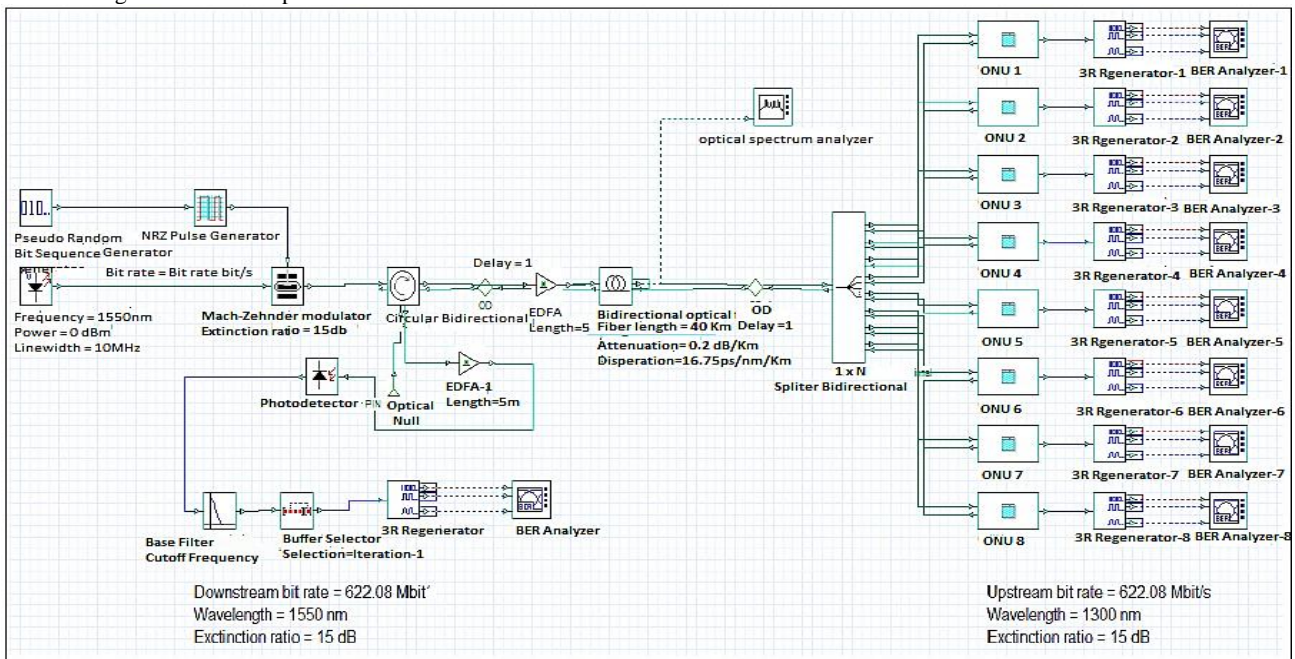 ONU 1
3R Rgenerator-1 BER Analyzer-1
optical spectrum analyzer
ONU 2
3R Rgenerator-2 BER Analyzer-2
ONU 3
3R Rgenerator-3 BER Analyzer-3
010..
Pseudo Random
Bit Sequence Generator
NRZ Pulse Generator
Bit rate = Bit rate bit/s
Frequency = 1550nm
Power = 0 dBm
Linewidth = 10MHz
Mach-Zehnder modulator
Extinction ratio = 15db
Circular Bidirectional
Delay = 1
OD
EDFA
Length=5
Bidirectional optical
Fiber length = 40 Km
Attenuation= 0.2 dB/Km
Disperation=16.75ps/nm/Km
OD
Delay=1
1 x N
Spliter Bidirectional
ONU 4
3R Rgenerator-4 BER Analyzer-4
ONU 5
3R Rgenerator-5 BER Analyzer-5
ONU 6
3R Rgenerator-6 BER Analyzer-6
ONU 7
3R Rgenerator-7 BER Analyzer-7
ONU 8
3R Regenerator-8 BER Analyzer-8
Photodetector PIN
Optical
Null
EDFA-1
Length=5m
Base Filter
Cutoff Frequency
Buffer Selector
Selection=Iteration-1
3R Regenerator
BER Analyzer
Downstream bit rate = 622.08 Mbit
Wavelength = 1550 nm
Exctinction ratio = 15 dB
Upstream bit rate = 622.08 Mbit/s
Wavelength = 1300 nm
Exctinction ratio = 15 dB